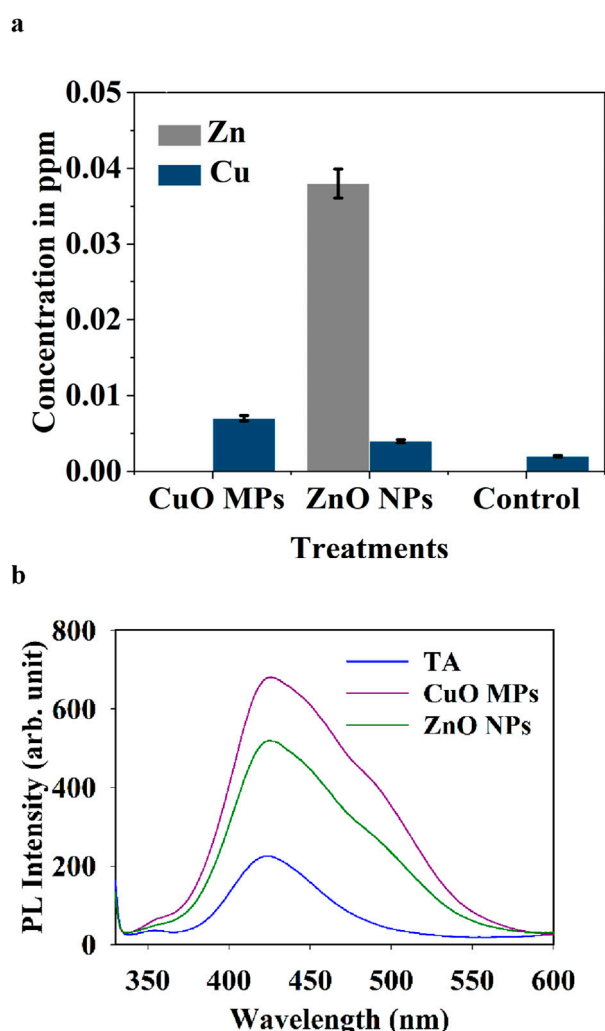 a
0.05
Zn
Cu
0.04
0.03
0.02
0.01
0.00
Concentration in ppm
CuO MPs ZnO NPs Control
Treatments
b
800
TA
CuO MPs
ZnO NPs
600
400
200
0
PL Intensity (arb. unit)
350 400 450 500 550 600
Wavelength (nm)